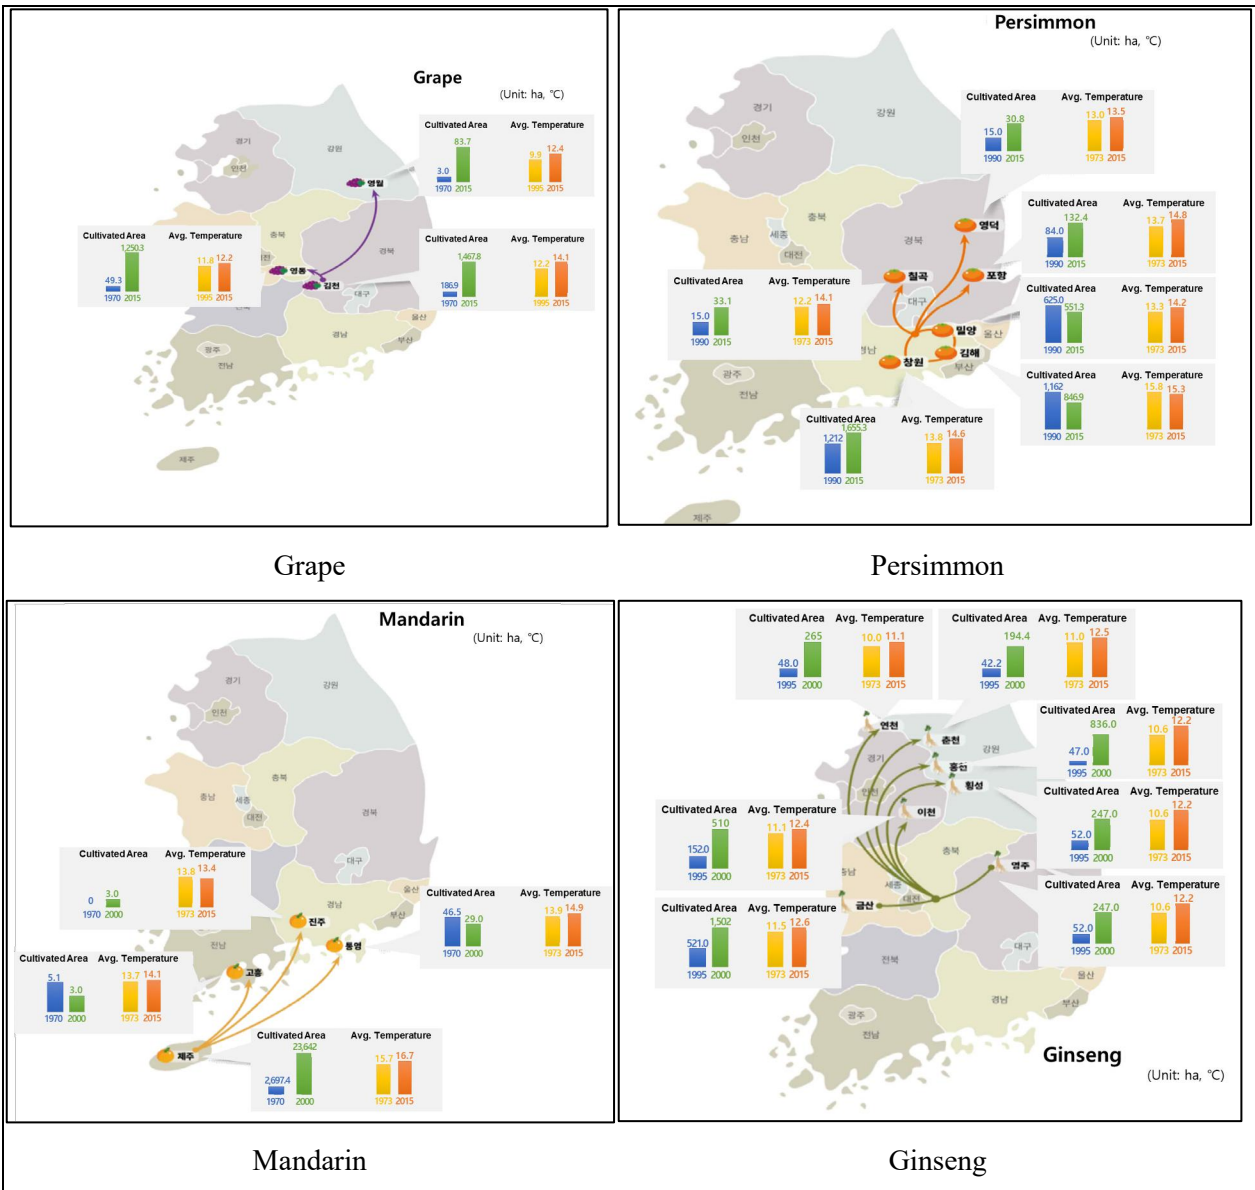 Grape
(Unit: ha, ℃)
Cultivated Area Avg. Temperature
83.7
3.0
1970 2015
9.9 12.4
1995 2015
경기
인천
강원
영월
Cultivated Area Avg. Temperature
1,250.3
49.3
1970 2015
11.8 12.2
1995 2015
충북
경북
영동
김천
대구
Cultivated Area Avg. Temperature
1,467.8
186.9
1970 2015
12.2 14.1
1995 2015
울산
경남
부산
광주
전남
제주
Grape
Persimmon
(Unit: ha, ℃)
Cultivated Area Avg. Temperature
15.0 30.8
1990 2015
13.0 13.5
1973 2015
경기
인천
강원
충북
충남
세종
대전
경북
영덕
칠곡
포항
대구
밀양
울산
창원
김해
부산
광주
전남
제주
Cultivated Area Avg. Temperature
84.0 132.4
1990 2015
13.7 14.8
1973 2015
Cultivated Area Avg. Temperature
15.0 33.1
1990 2015
12.2 14.1
1973 2015
Cultivated Area Avg. Temperature
625.0 551.3
1990 2015
13.3 14.2
1973 2015
Cultivated Area Avg. Temperature
1,162 846.9
1990 2015
15.8 15.3
1973 2015
Cultivated Area Avg. Temperature
1,212 1,655.3
1990 2015
13.8 14.6
1973 2015
Persimmon
Mandarin
(Unit: ha, ℃)
경기
인천
강원
충북
충남
세종
대전
경북
대구
울산
경남
부산
전남
진주
통영
고흥
제주
Cultivated Area Avg. Temperature
0 3.0
1970 2000
13.8 13.4
1973 2015
Cultivated Area Avg. Temperature
46.5 29.0
1970 2000
13.9 14.9
1973 2015
Cultivated Area Avg. Temperature
5.1 3.0
1970 2000
13.7 14.1
1973 2015
Cultivated Area Avg. Temperature
2,697.4 23,642
1970 2000
15.7 16.7
1973 2015
Mandarin
Cultivated Area Avg. Temperature
48.0 265
1995 2000
10.0 11.1
1973 2015
Cultivated Area Avg. Temperature
42.2 194.4
1995 2000
11.0 12.5
1973 2015
연천
춘천
경기
강원
홍천
횡성
인천
이천
Cultivated Area Avg. Temperature
47.0 836.0
1995 2000
10.6 12.2
1973 2015
Cultivated Area Avg. Temperature
52.0 247.0
1995 2000
10.6 12.2
1973 2015
Cultivated Area Avg. Temperature
152.0 510
1995 2000
11.1 12.4
1973 2015
충북
영주
세종
대전
금산
Cultivated Area Avg. Temperature
52.0 247.0
1995 2000
10.6 12.2
1973 2015
Cultivated Area Avg. Temperature
521.0 1,502
1995 2000
11.5 12.6
1973 2015
대구
전북
울산
경남
부산
광주
전남
Ginseng
(Unit: ha, ℃)
Ginseng